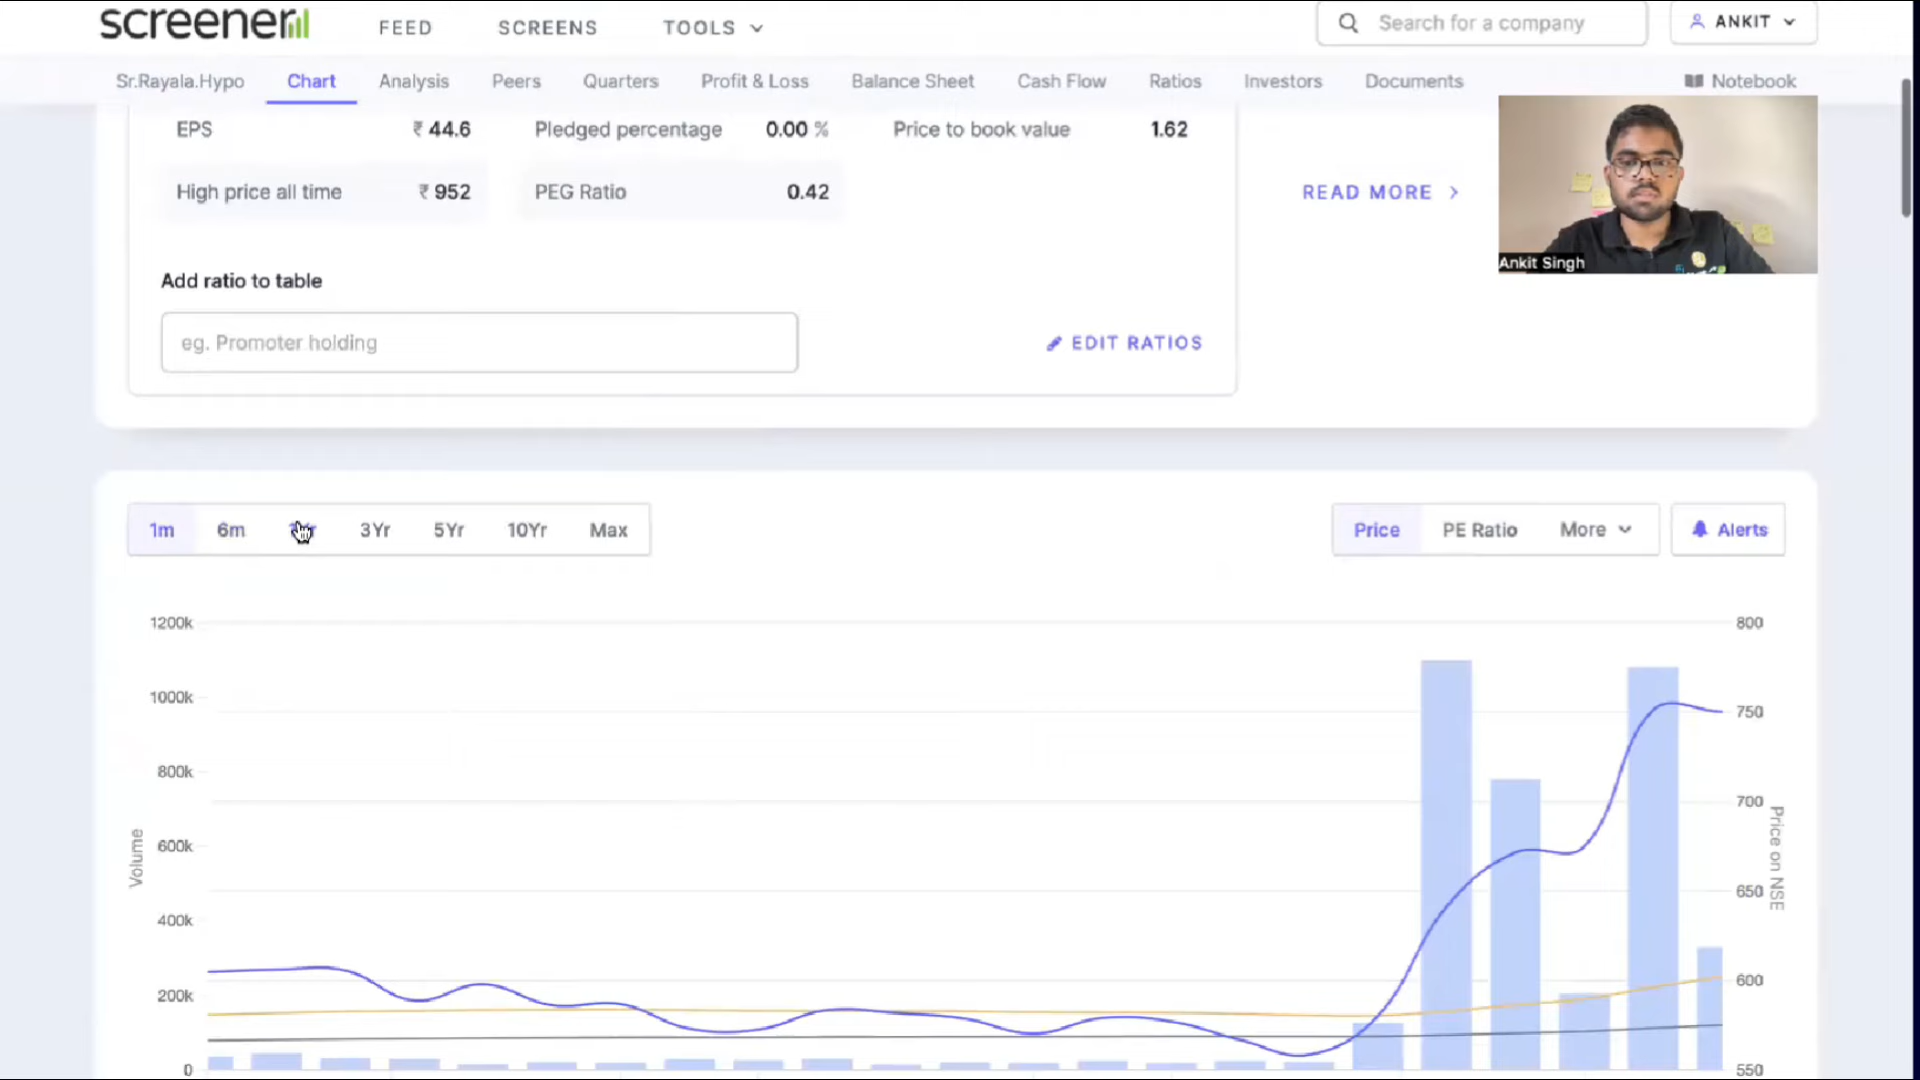 screener
FEED SCREENS TOOLS
Search for a company
ANKIT
Sr.Rayala.Hypo Chart Analysis Peers Quarters Profit & Loss Balance Sheet Cash Flow Ratios Investors Documents Notebook
EPS ₹ 44.6 Pledged percentage 0.00 % Price to book value 1.62
High price all time ₹ 952 PEG Ratio 0.42
READ MORE
Ankit Singh
Add ratio to table
eg. Promoter holding
EDIT RATIOS
1m 6m 3Yr 5Yr 10Yr Max
Price PE Ratio More Alerts
1200k 800
1000k 750
800k 700
600k 650
400k 600
200k 550
0
Volume
Price on NSE